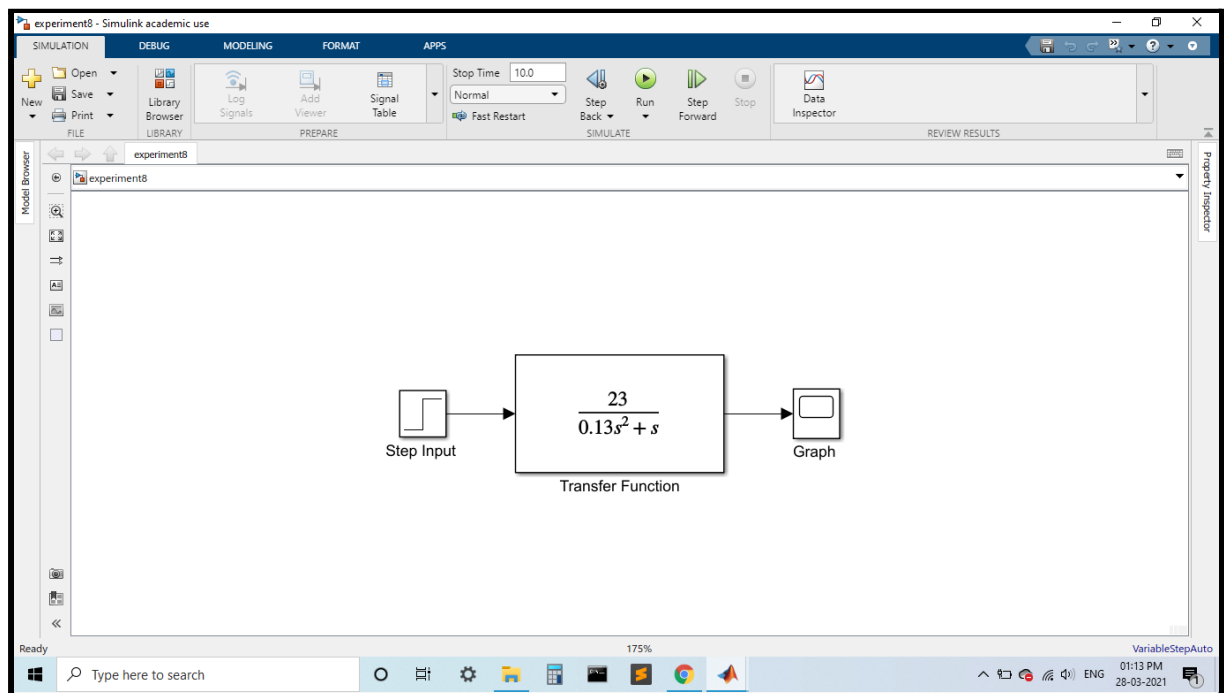 experiment8 - Simulink academic use
SIMULATION DEBUG MODELING FORMAT APPS
New
Open
Save
Print
FILE
Library
Browser
LIBRARY
Log
Signals
Add
Viewer
Signal
Table
PREPARE
Stop Time 10.0
Normal
Fast Restart
Step
Back
Run
Step
Forward
Stop
SIMULATE
Data
Inspector
REVIEW RESULTS
Model Browser
experiment8
experiment8
Property Inspector
Step Input
23
0.13s² + s
Transfer Function
Graph
Ready 175% VariableStepAuto
Type here to search
ENG
01:13 PM
28-03-2021
1